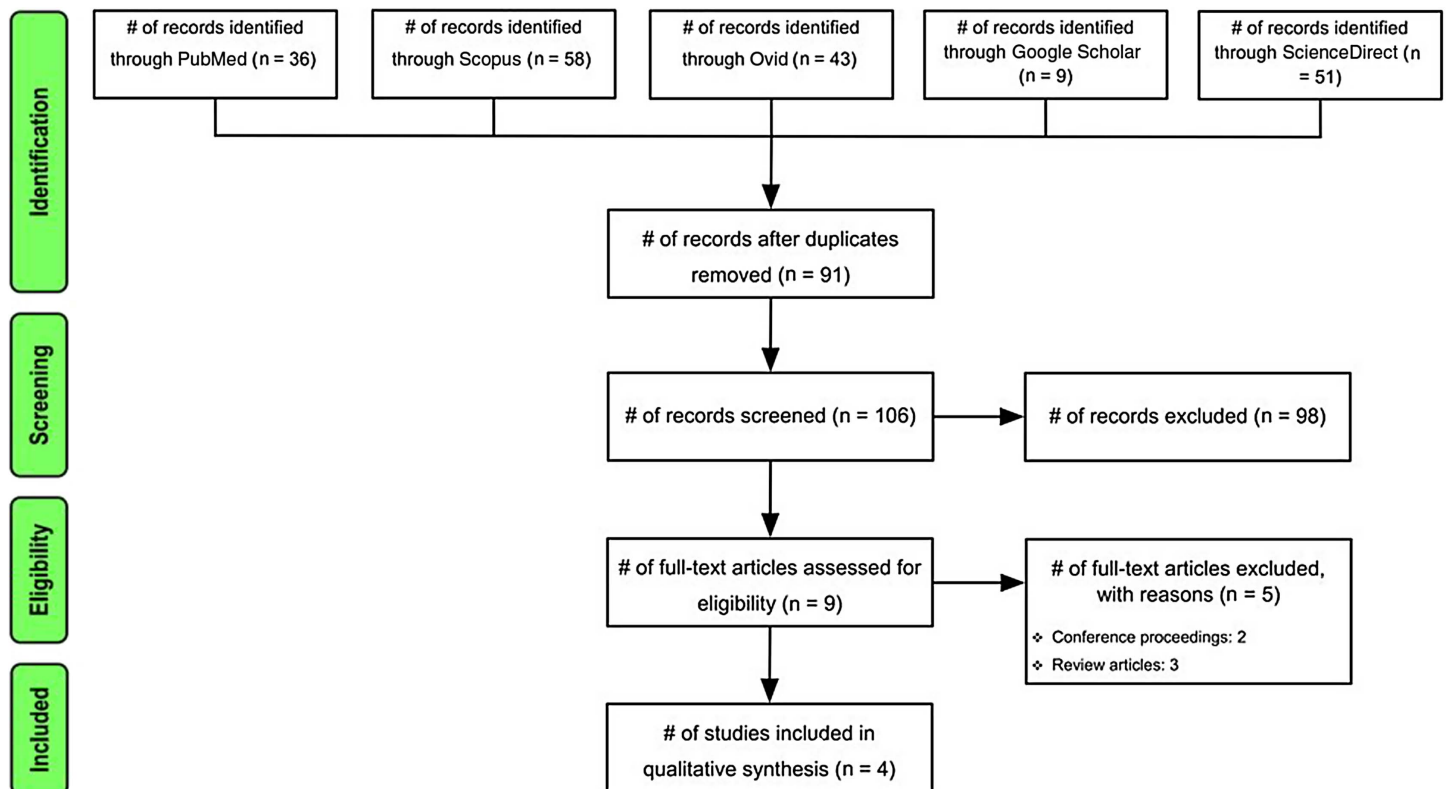 # of records identified
through PubMed (n = 36)
# of records identified
through Scopus (n = 58)
# of records identified
through Ovid (n = 43)
# of records identified
through Google Scholar
(n = 9)
# of records identified
through ScienceDirect (n
= 51)
Identification
# of records after duplicates
removed (n = 91)
Screening
# of records screened (n = 106)
# of records excluded (n = 98)
Eligibility
# of full-text articles assessed for
eligibility (n = 9)
# of full-text articles excluded,
with reasons (n = 5)
❖ Conference proceedings: 2
❖ Review articles: 3
Included
# of studies included in
qualitative synthesis (n = 4)